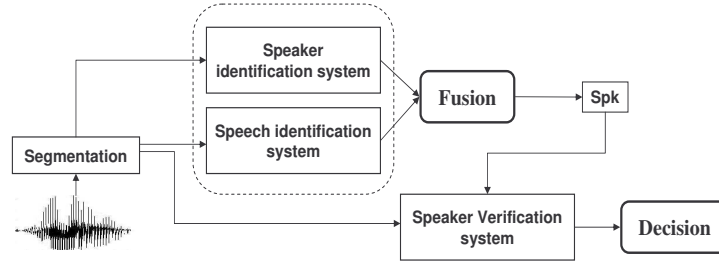 Speaker
identification system
Fusion
Spk
Speech identification
system
Segmentation
Speaker Verification
system
Decision